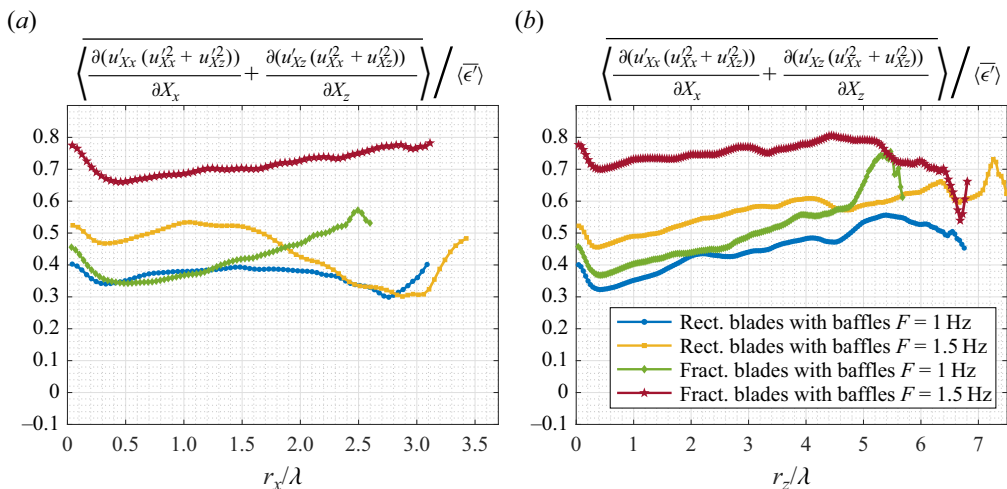 (a)
⟨∂(u′Xx (u′²Xx + u′²Xz))/∂Xx + ∂(u′Xz (u′²Xx + u′²Xz))/∂Xz⟩ / ⟨ϵ′⟩
0.8
0.7
0.6
0.5
0.4
0.3
0.2
0.1
0
–0.1
0 0.5 1.0 1.5 2.0 2.5 3.0 3.5
rx/λ
(b)
⟨∂(u′Xx (u′²Xx + u′²Xz))/∂Xx + ∂(u′Xz (u′²Xx + u′²Xz))/∂Xz⟩ / ⟨ϵ′⟩
0.8
0.7
0.6
0.5
0.4
0.3
0.2
0.1
0
–0.1
Rect. blades with baffles F = 1 Hz
Rect. blades with baffles F = 1.5 Hz
Fract. blades with baffles F = 1 Hz
Fract. blades with baffles F = 1.5 Hz
0 1 2 3 4 5 6 7
rz/λ